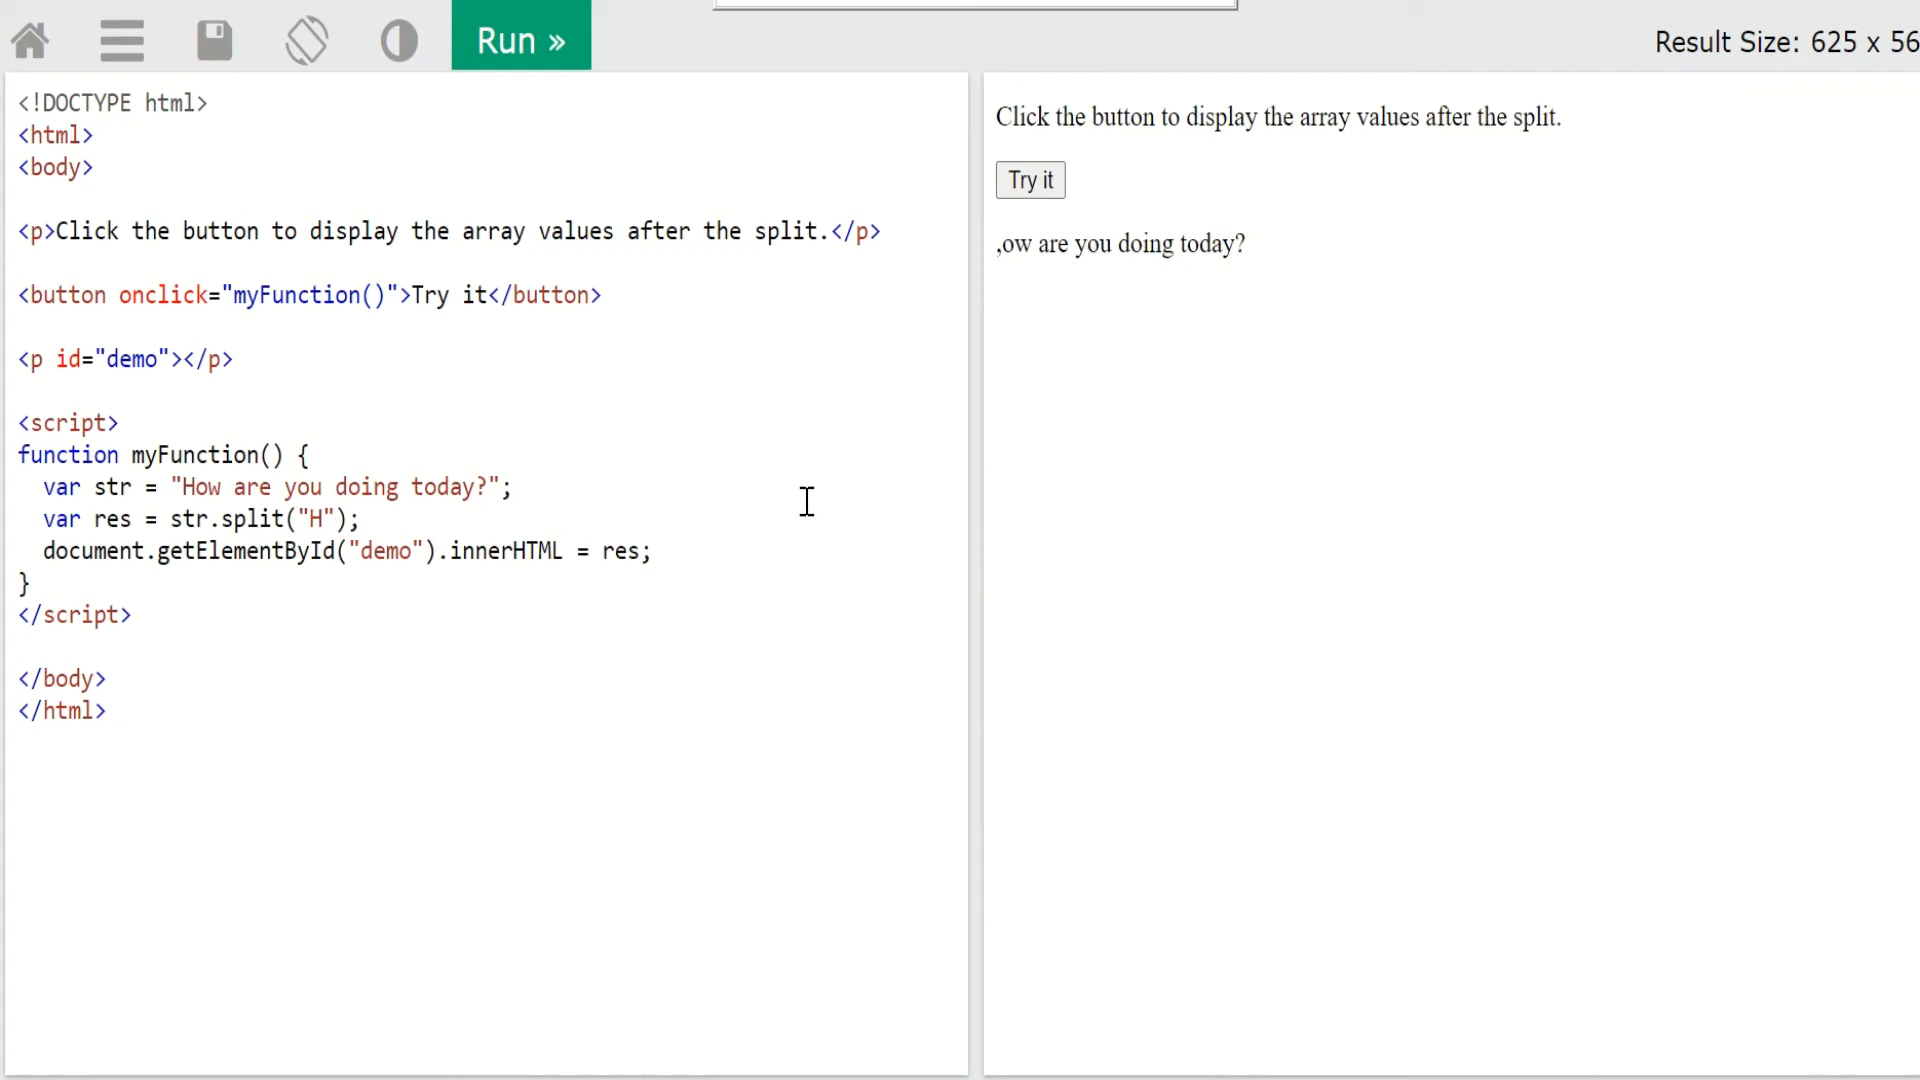 Run »
Result Size: 625 x 56
<!DOCTYPE html>
<html>
<body>
<p>Click the button to display the array values after the split.</p>
<button onclick="myFunction()">Try it</button>
<p id="demo"></p>
<script>
function myFunction() {
  var str = "How are you doing today?";
  var res = str.split("H");
  document.getElementById("demo").innerHTML = res;
}
</script>
</body>
</html>
Click the button to display the array values after the split.
Try it
,ow are you doing today?